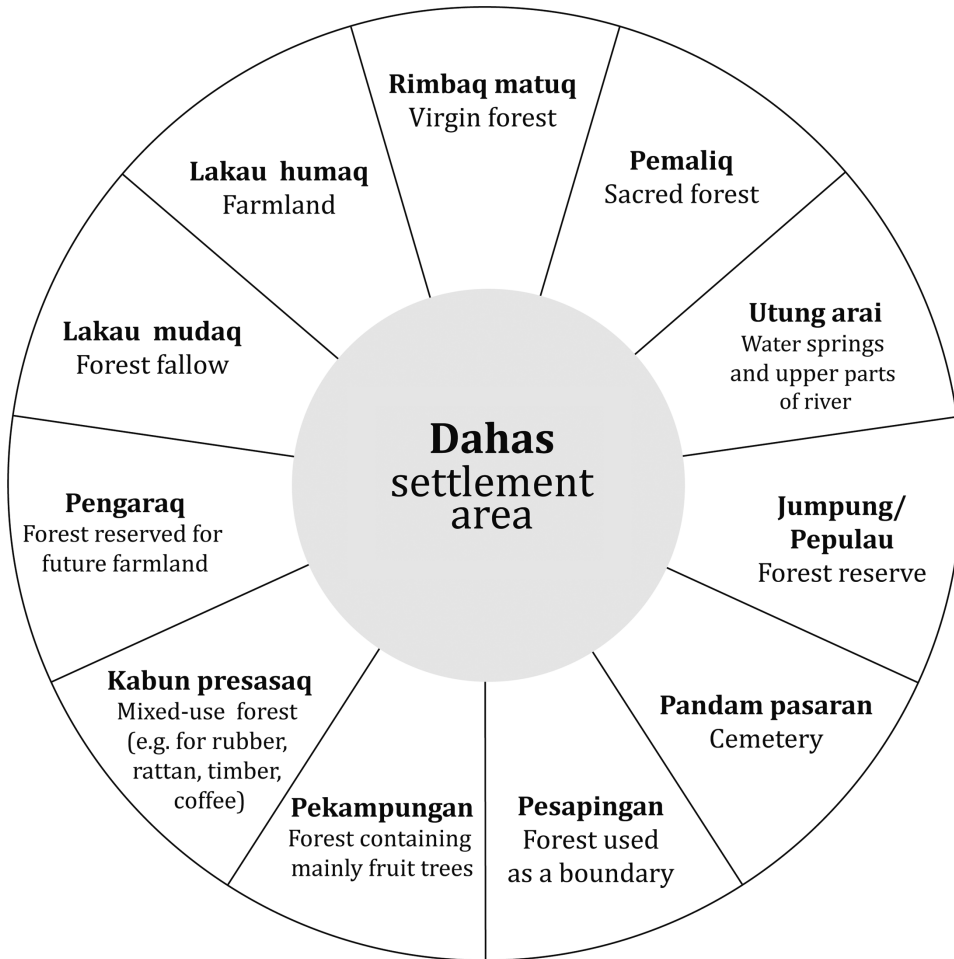 Rimbaq matuq
Virgin forest
Pemaliq
Sacred forest
Utung arai
Water springs
and upper parts
of river
Jumpung/
Pepulau
Forest reserve
Pandam pasaran
Cemetery
Pesapingan
Forest used
as a boundary
Pekampungan
Forest containing
mainly fruit trees
Kabun presasaq
Mixed-use forest
(e.g. for rubber,
rattan, timber,
coffee)
Pengaraq
Forest reserved for
future farmland
Lakau mudaq
Forest fallow
Lakau humaq
Farmland
Dahas
settlement
area